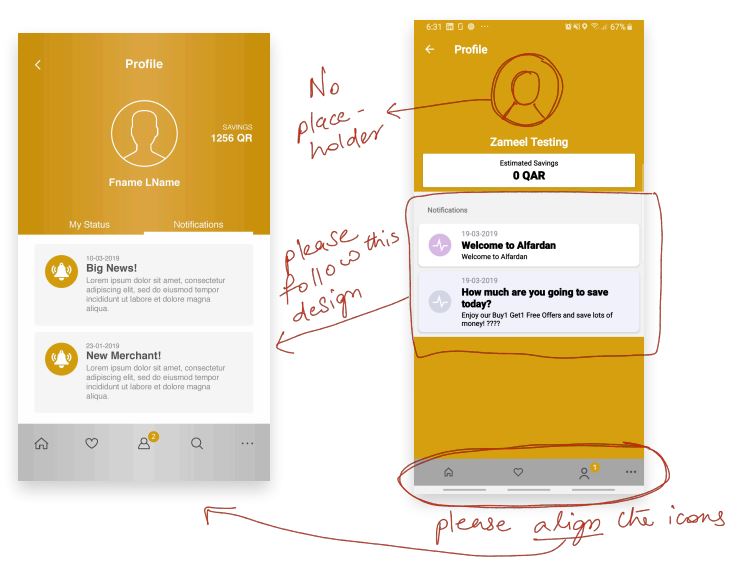 Profile
SAVINGS
1256 QR
Fname LName
My Status
Notifications
10-03-2019
Big News!
Lorem ipsum dolor sit amet, consectetur
adipiscing elit, sed do eiusmod tempor
incididunt ut labore et dolore magna
aliqua.
23-01-2019
New Merchant!
Lorem ipsum dolor sit amet, consectetur
adipiscing elit, sed do eiusmod tempor
incididunt ut labore et dolore magna
aliqua.
2
No
place-
holder
please
follow this
design
6:31
67%
Profile
Zameel Testing
Estimated Savings
0 QAR
Notifications
19-03-2019
Welcome to Alfardan
Welcome to Alfardan
19-03-2019
How much are you going to save
today?
Enjoy our Buy1 Get1 Free Offers and save lots of
money! ????
1
please align the icons